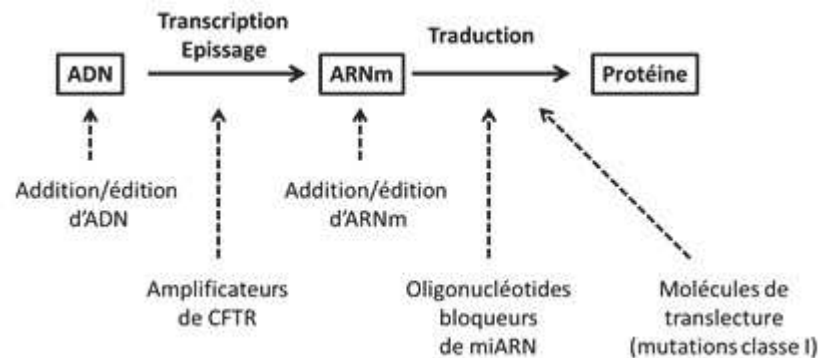 Transcription
Epissage
Traduction
ADN
ARNm
Protéine
Addition/édition
d'ADN
Addition/édition
d'ARNm
Amplificateurs
de CFTR
Oligonucléotides
bloqueurs
de miARN
Molécules de
translecture
(mutations classe I)